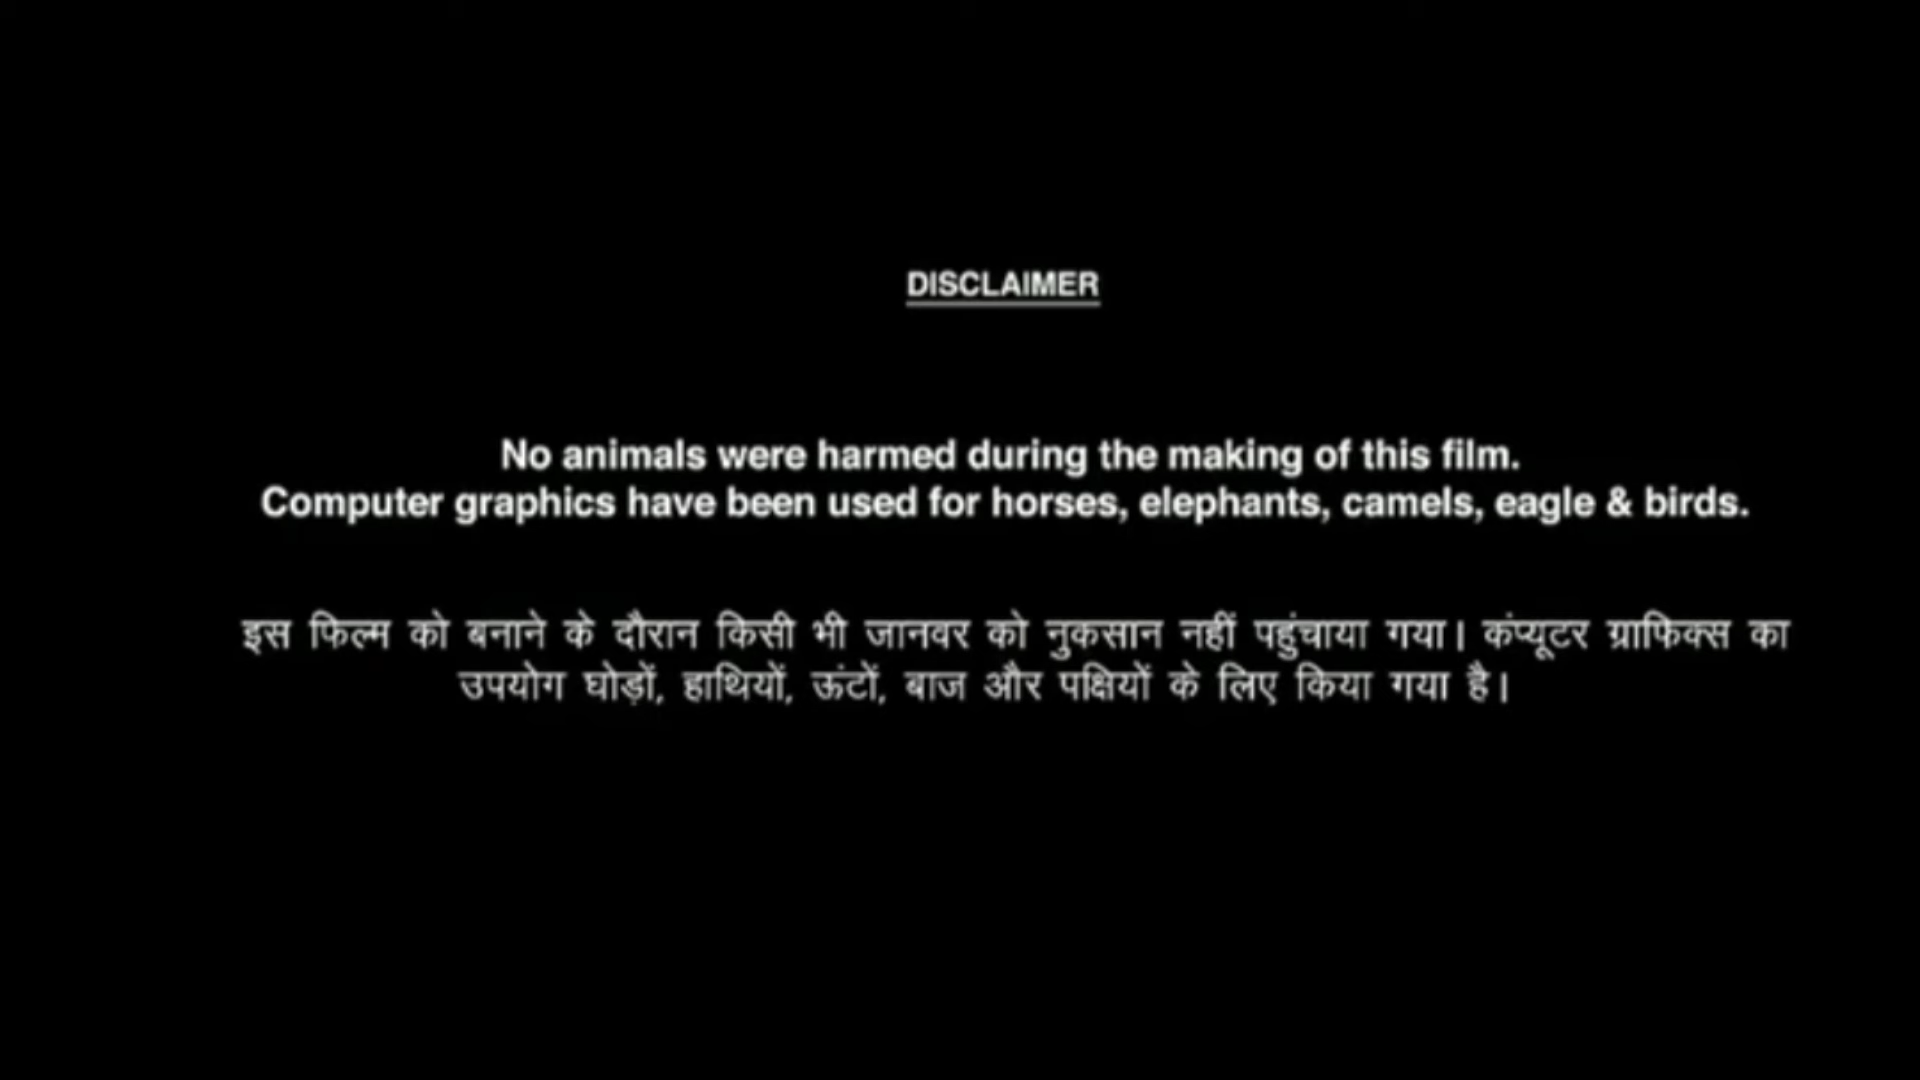 DISCLAIMER
No animals were harmed during the making of this film.
Computer graphics have been used for horses, elephants, camels, eagle & birds.
इस फिल्म को बनाने के दौरान किसी भी जानवर को नुकसान नहीं पहुंचाया गया। कंप्यूटर ग्राफिक्स का
उपयोग घोड़ों, हाथियों, ऊंटों, बाज और पक्षियों के लिए किया गया है।